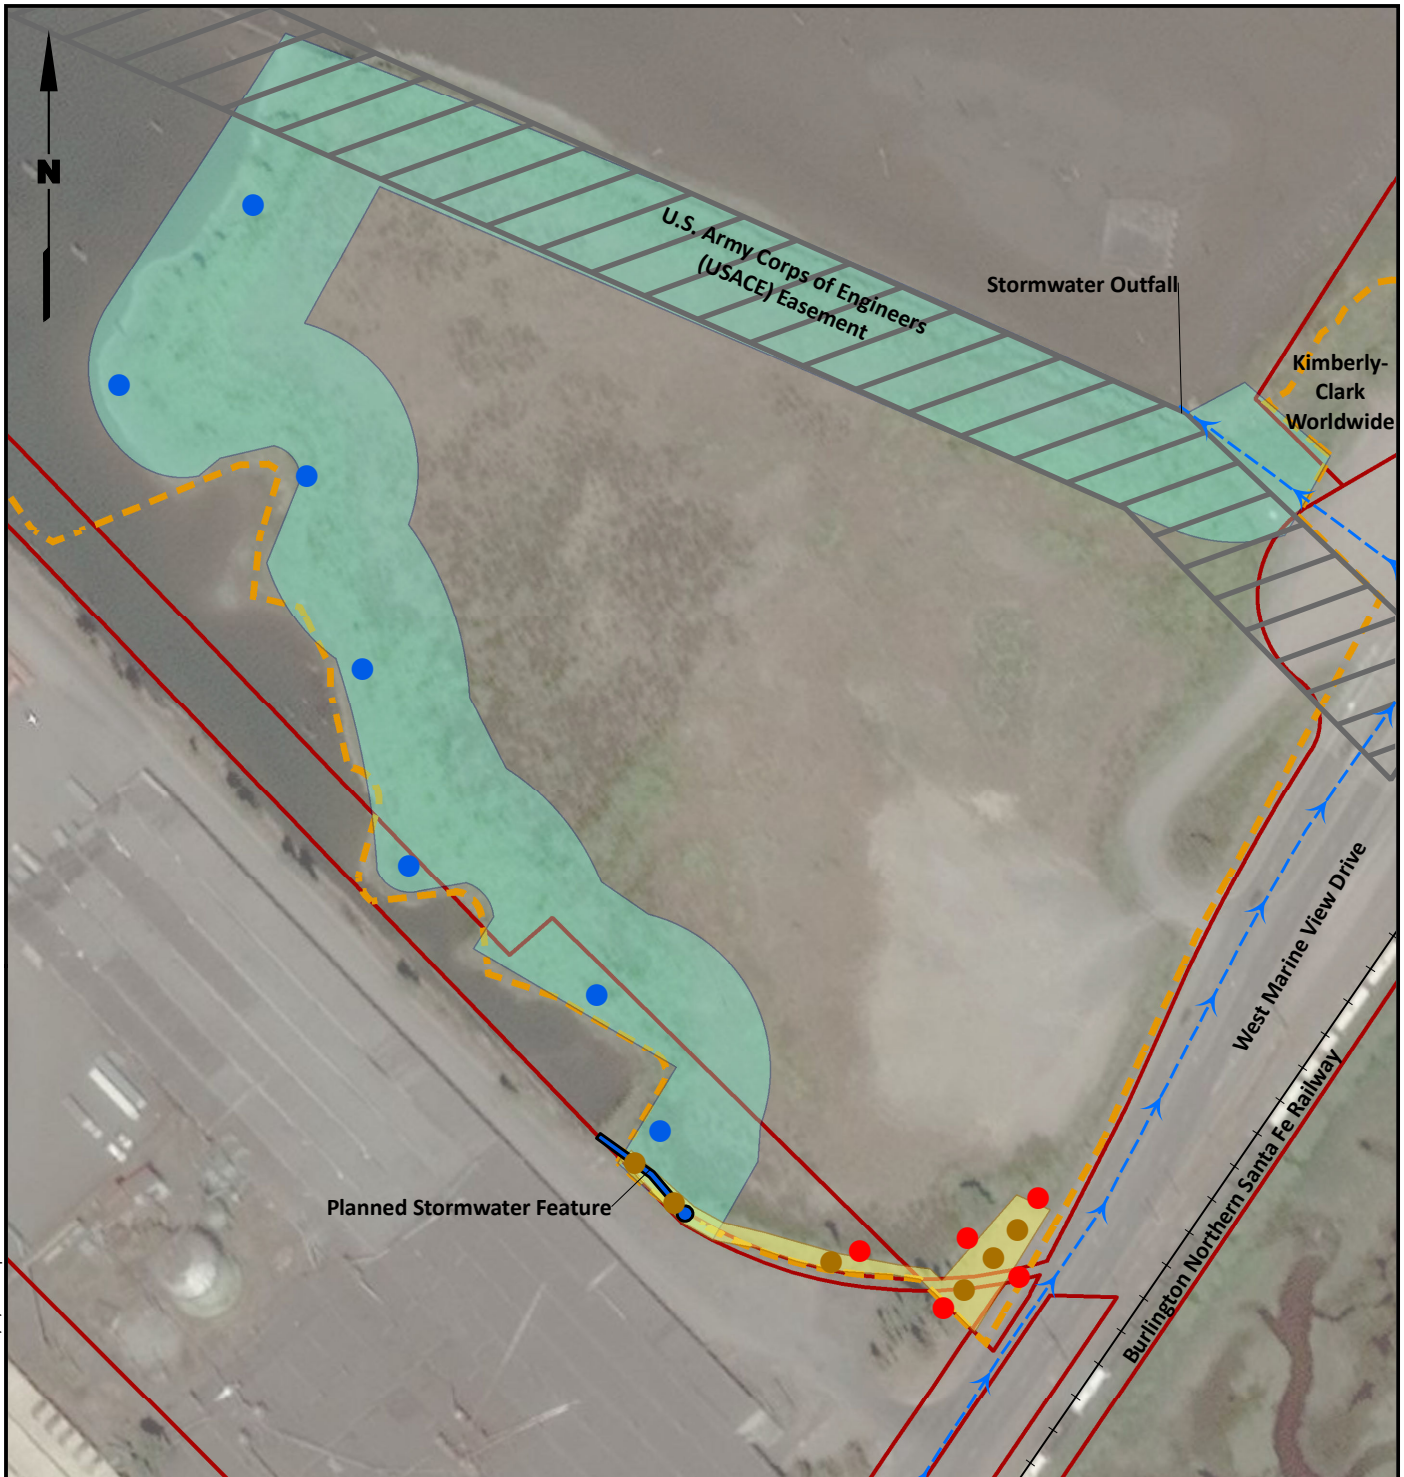 N
U.S. Army Corps of Engineers
(USACE) Easement
Stormwater Outfall
Kimberly-
Clark
Worldwide
West Marine View Drive
Burlington Northern Santa Fe Railway
Planned Stormwater Feature